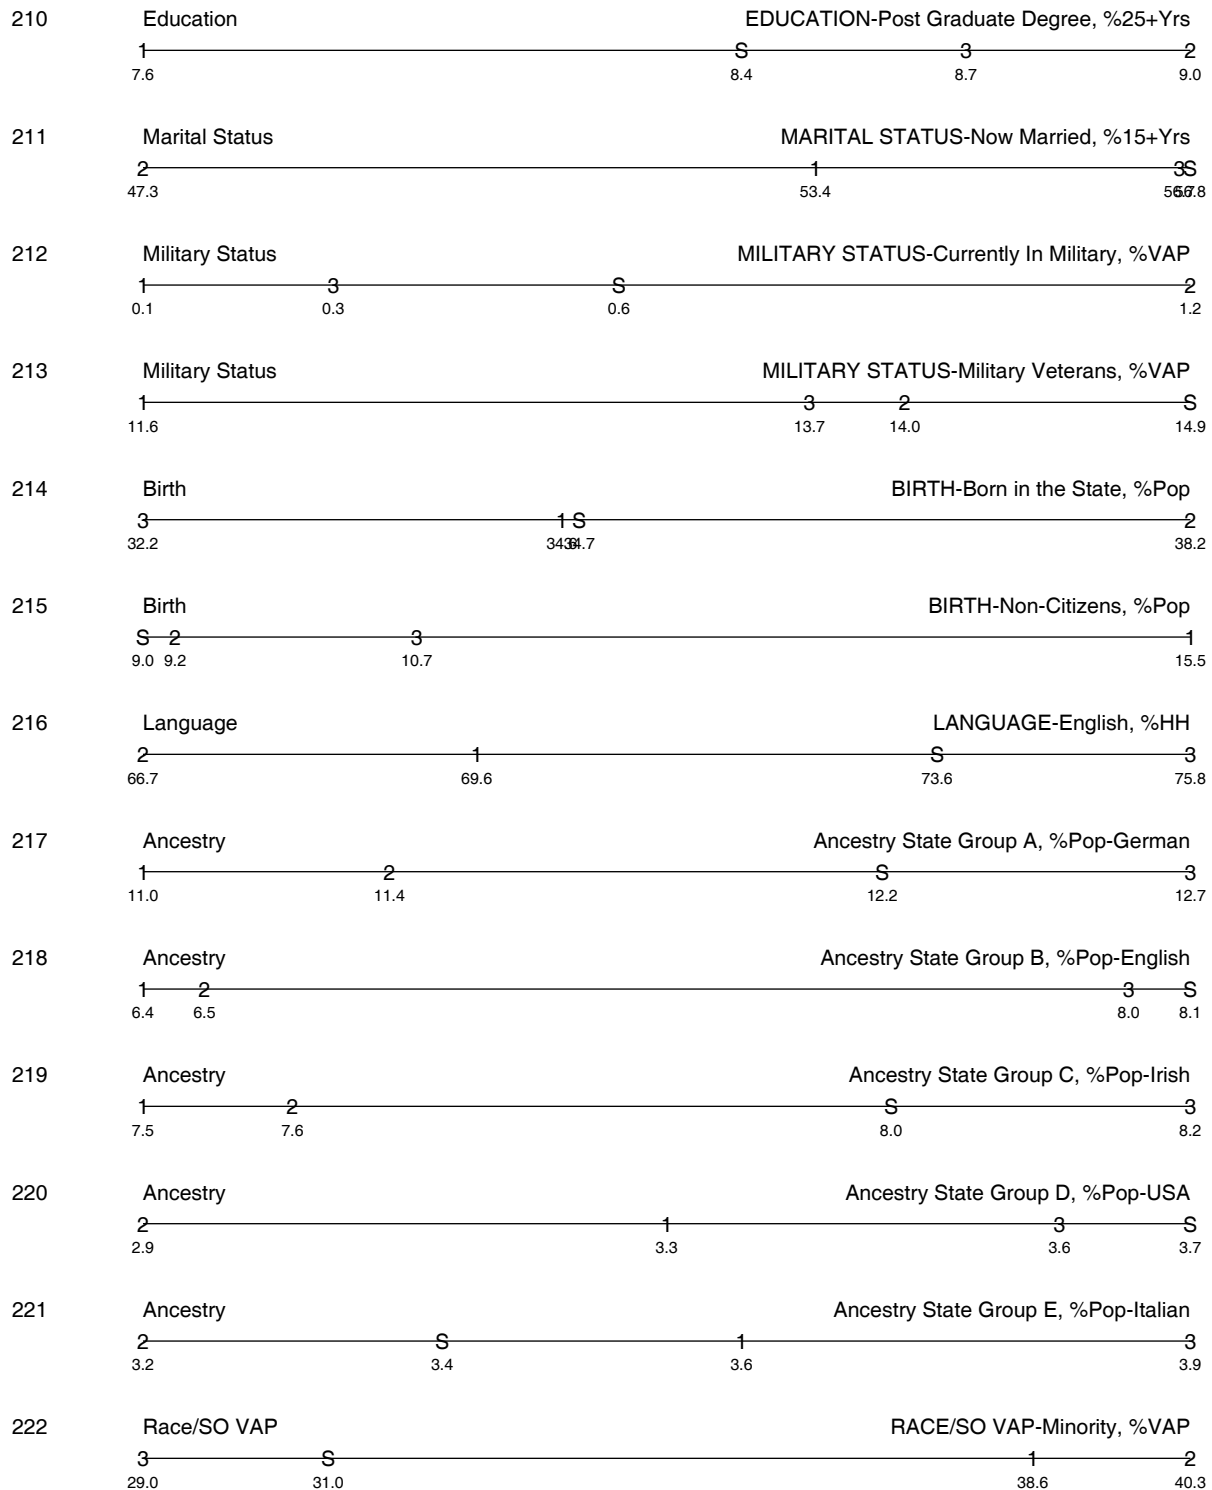 210 Education EDUCATION-Post Graduate Degree, %25+Yrs
1 S 3 2
7.6 8.4 8.7 9.0
211 Marital Status MARITAL STATUS-Now Married, %15+Yrs
2 1 3 S
47.3 53.4 56.7 56.8
212 Military Status MILITARY STATUS-Currently In Military, %VAP
1 3 S 2
0.1 0.3 0.6 1.2
213 Military Status MILITARY STATUS-Military Veterans, %VAP
1 3 2 S
11.6 13.7 14.0 14.9
214 Birth BIRTH-Born in the State, %Pop
3 1 S 2
32.2 34.6 34.7 38.2
215 Birth BIRTH-Non-Citizens, %Pop
S 2 3 1
9.0 9.2 10.7 15.5
216 Language LANGUAGE-English, %HH
2 1 S 3
66.7 69.6 73.6 75.8
217 Ancestry Ancestry State Group A, %Pop-German
1 2 S 3
11.0 11.4 12.2 12.7
218 Ancestry Ancestry State Group B, %Pop-English
1 2 3 S
6.4 6.5 8.0 8.1
219 Ancestry Ancestry State Group C, %Pop-Irish
1 2 S 3
7.5 7.6 8.0 8.2
220 Ancestry Ancestry State Group D, %Pop-USA
2 1 3 S
2.9 3.3 3.6 3.7
221 Ancestry Ancestry State Group E, %Pop-Italian
2 S 1 3
3.2 3.4 3.6 3.9
222 Race/SO VAP RACE/SO VAP-Minority, %VAP
3 S 1 2
29.0 31.0 38.6 40.3